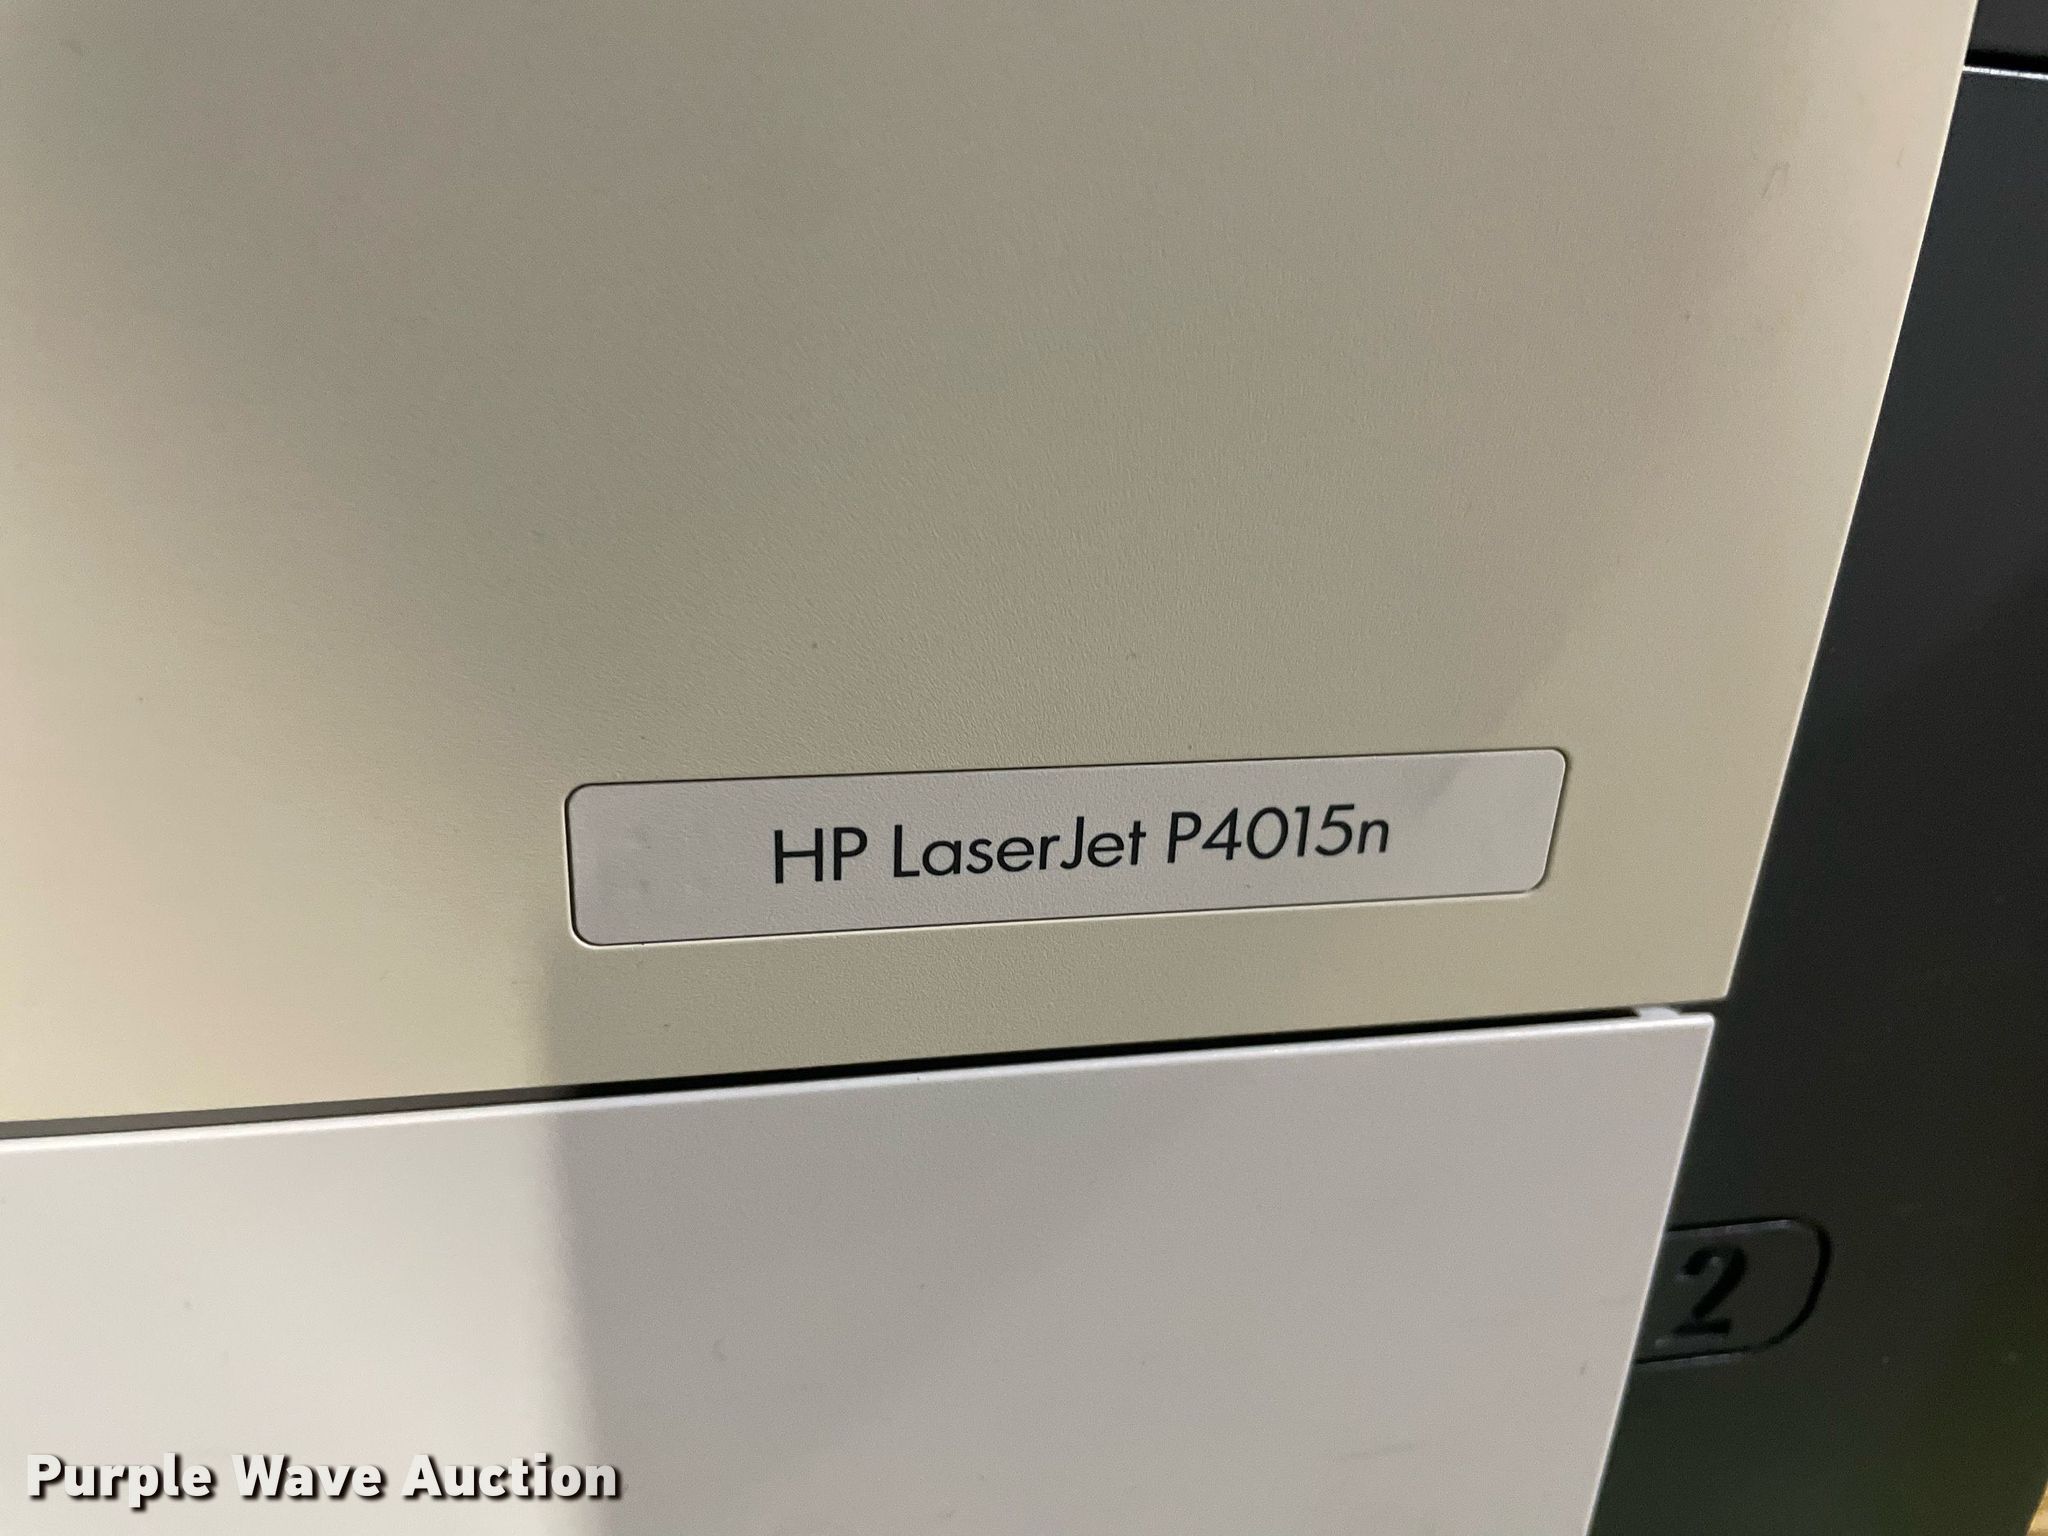 HP LaserJet P4015n
2
Purple Wave Auction